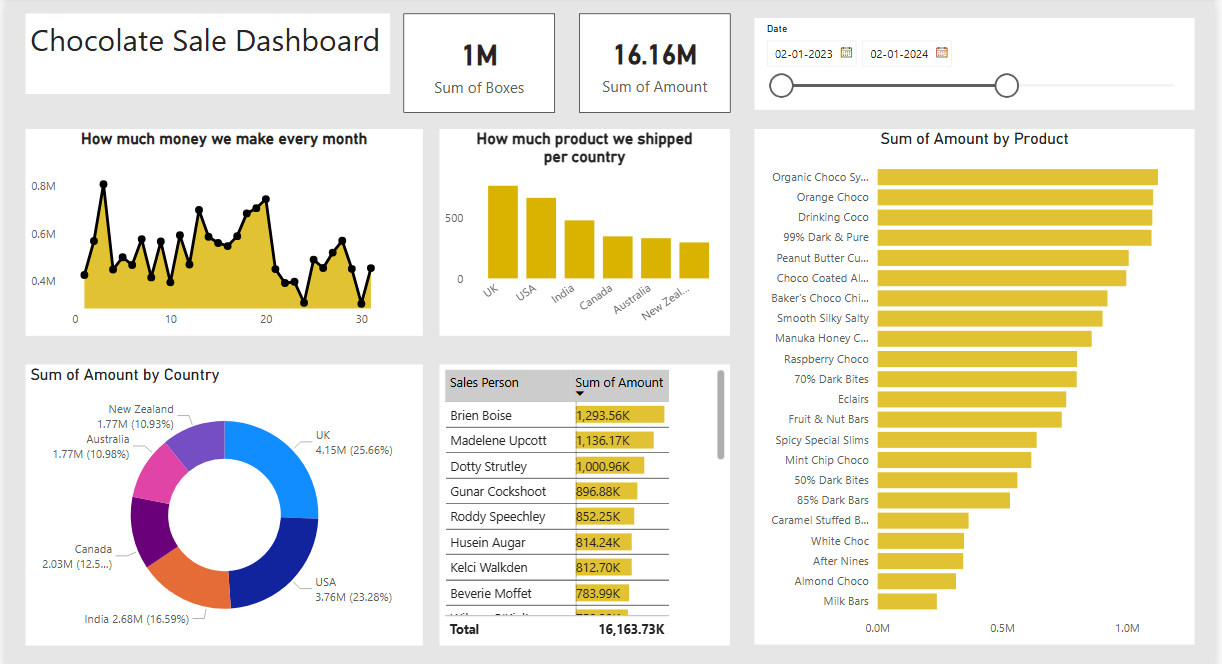 Chocolate Sale Dashboard
1M
Sum of Boxes
16.16M
Sum of Amount
Date
02-01-2023
02-01-2024
How much money we make every month
0.8M
0.6M
0.4M
0
10
20
30
How much product we shipped
per country
500
0
UK
USA
India
Canada
Australia
New Zeal...
Sum of Amount by Product
Organic Choco Sy...
Orange Choco
Drinking Coco
99% Dark & Pure
Peanut Butter Cu...
Choco Coated Al...
Baker's Choco Chi...
Smooth Silky Salty
Manuka Honey C...
Raspberry Choco
70% Dark Bites
Eclairs
Fruit & Nut Bars
Spicy Special Slims
Mint Chip Choco
50% Dark Bites
85% Dark Bars
Caramel Stuffed B...
White Choc
After Nines
Almond Choco
Milk Bars
0.0M
0.5M
1.0M
Sum of Amount by Country
New Zealand
1.77M (10.93%)
Australia
1.77M (10.98%)
Canada
2.03M (12.5...)
India 2.68M (16.59%)
UK
4.15M (25.66%)
USA
3.76M (23.28%)
Sales Person Sum of Amount
Brien Boise 1,293.56K
Madelene Upcott 1,136.17K
Dotty Strutley 1,000.96K
Gunar Cockshoot 896.88K
Roddy Speechley 852.25K
Husein Augar 814.24K
Kelci Walkden 812.70K
Beverie Moffet 783.99K
Total 16,163.73K